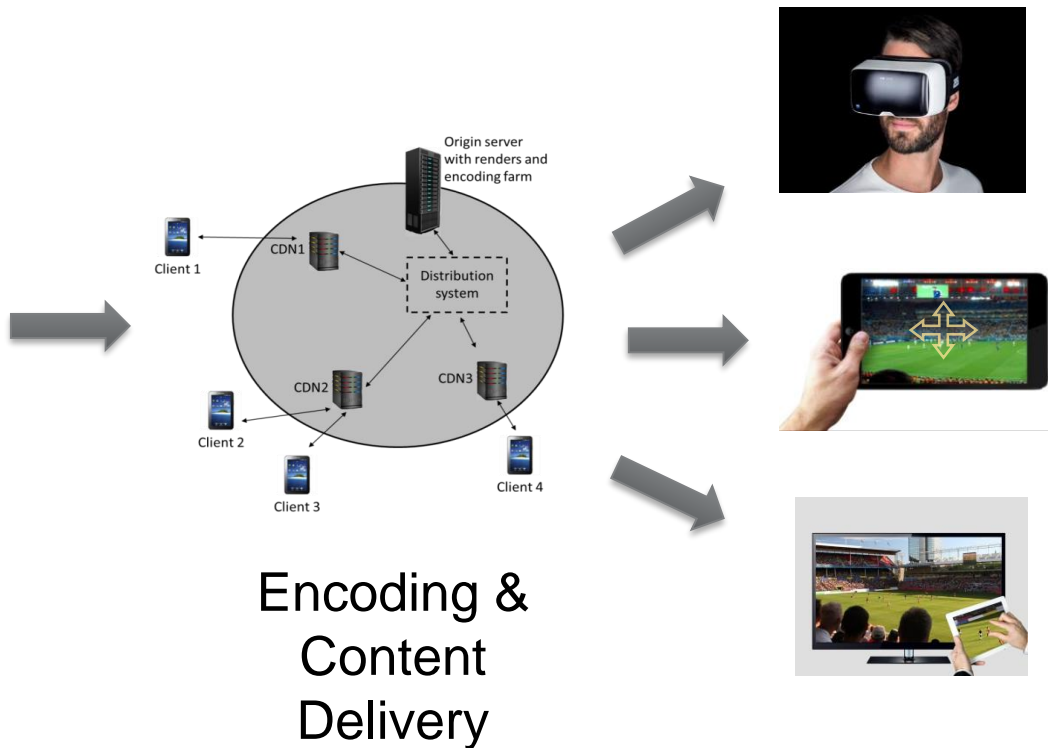 Origin server
with renders and
encoding farm
CDN1
Client 1
Distribution
system
CDN2
CDN3
Client 2
Client 3
Client 4
Encoding &
Content
Delivery